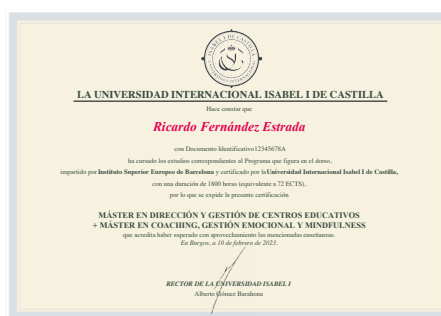 ISABEL I DE CASTILLA
UNIVERSIDAD INTERNACIONAL
LA UNIVERSIDAD INTERNACIONAL ISABEL I DE CASTILLA
Hace constar que
Ricardo Fernández Estrada
con Documento Identificativo12345678A
ha cursado los estudios correspondientes al Programa que figura en el dorso,
impartido por Instituto Superior Europeo de Barcelona y certificado por la Universidad Internacional Isabel I de Castilla,
con una duración de 1800 horas (equivalente a 72 ECTS),
por lo que se expide la presente certificación
MÁSTER EN DIRECCIÓN Y GESTIÓN DE CENTROS EDUCATIVOS
+ MÁSTER EN COACHING, GESTIÓN EMOCIONAL Y MINDFULNESS
que acredita haber superado con aprovechamiento las mencionadas enseñanzas.
En Burgos, a 10 de febrero de 2023.
RECTOR DE LA UNIVERSIDAD ISABEL I
Alberto Gómez Barahona